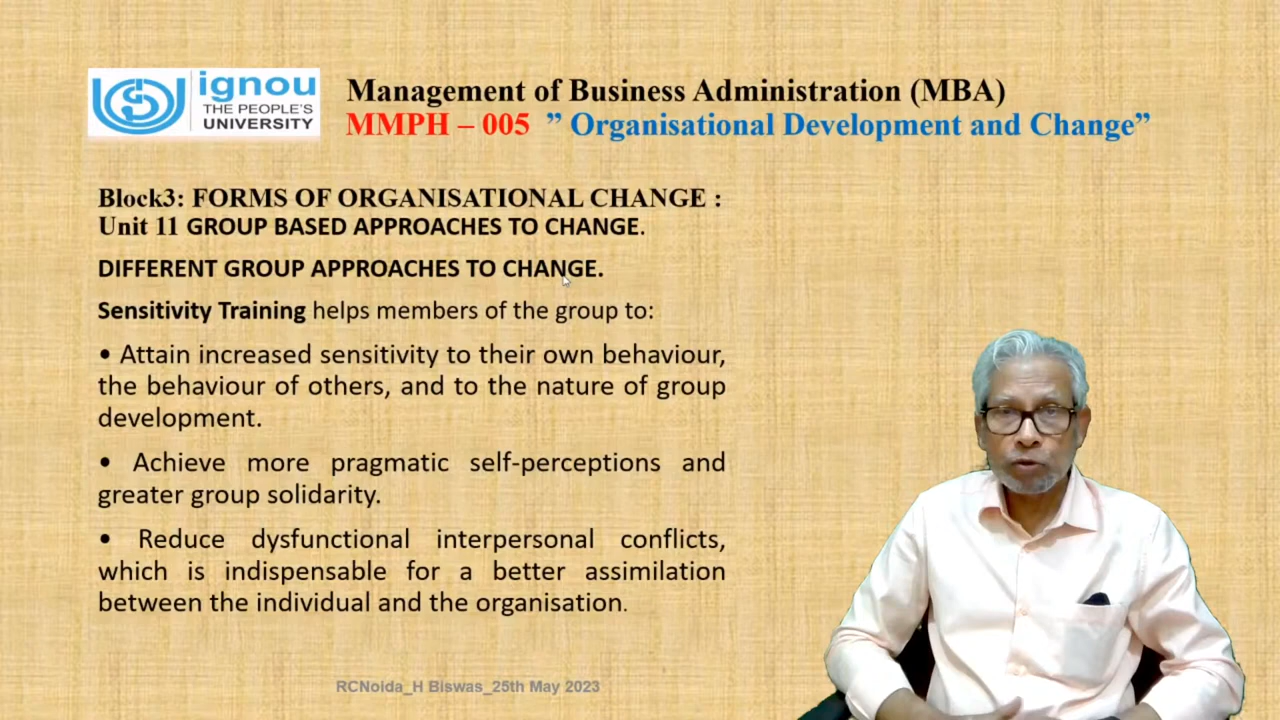 ignou
THE PEOPLE'S
UNIVERSITY
Management of Business Administration (MBA)
MMPH – 005 ” Organisational Development and Change”
Block3: FORMS OF ORGANISATIONAL CHANGE :
Unit 11 GROUP BASED APPROACHES TO CHANGE.
DIFFERENT GROUP APPROACHES TO CHANGE.
Sensitivity Training helps members of the group to:
• Attain increased sensitivity to their own behaviour,
the behaviour of others, and to the nature of group
development.
• Achieve more pragmatic self-perceptions and
greater group solidarity.
• Reduce dysfunctional interpersonal conflicts,
which is indispensable for a better assimilation
between the individual and the organisation.
RCNoida_H Biswas_25th May 2023